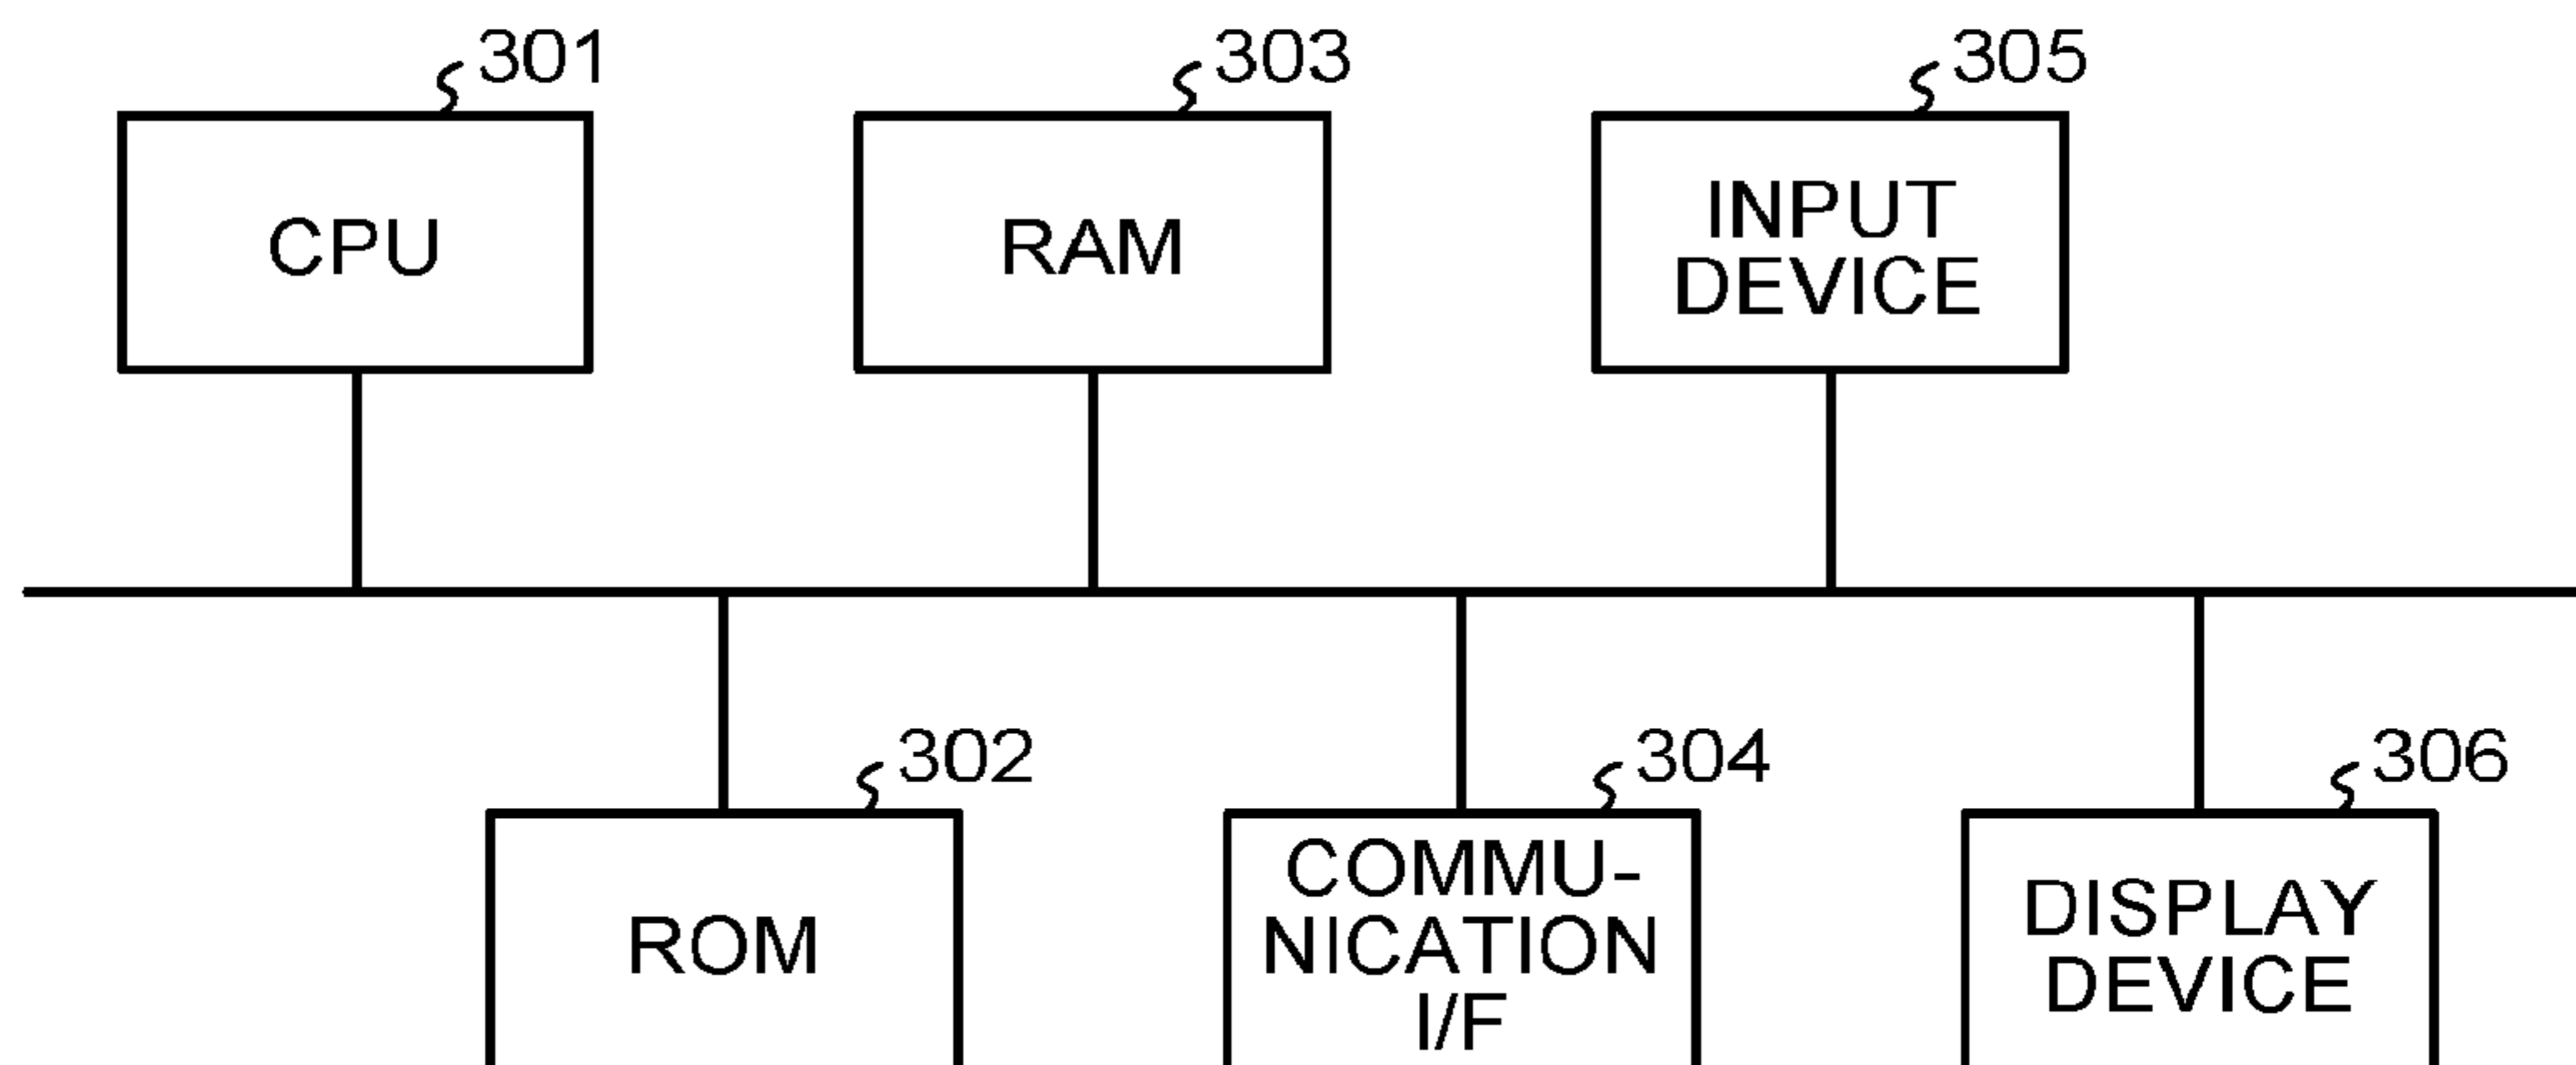 301
303
305
CPU
RAM
INPUT
DEVICE
302
304
306
ROM
COMMU-
NICATION
I/F
DISPLAY
DEVICE